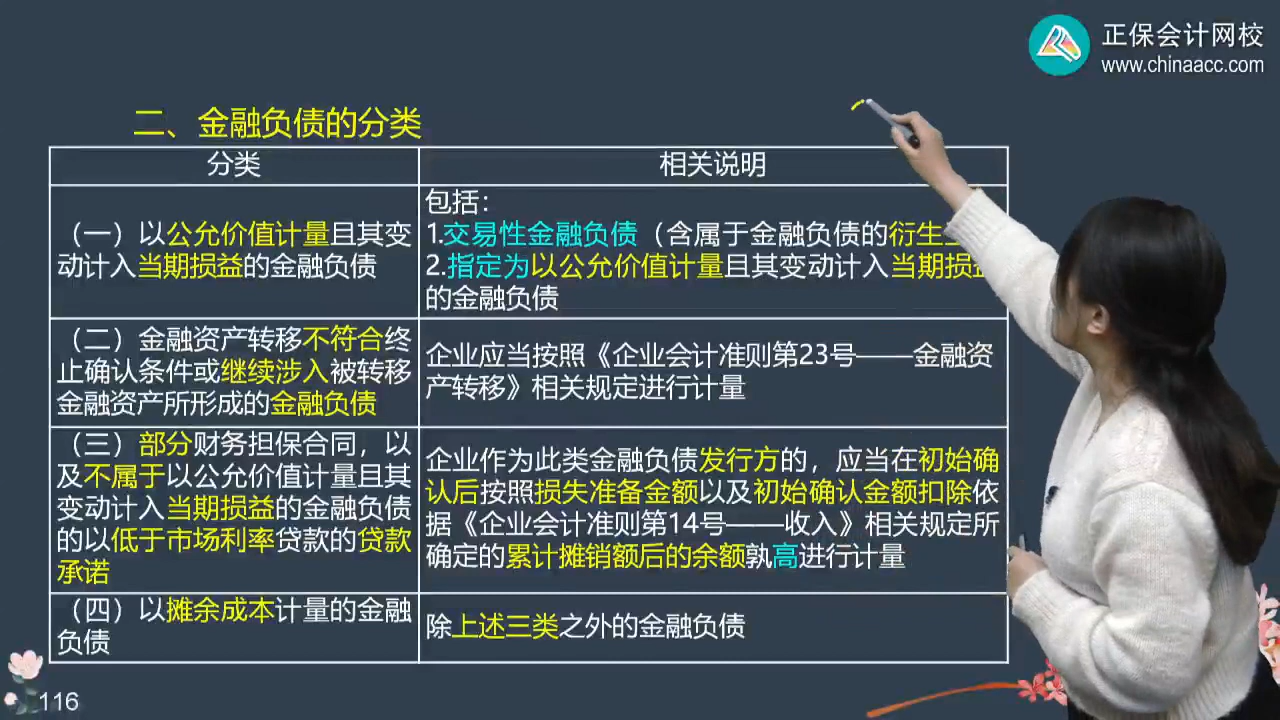 正保会计网校
www.chinaacc.com
二、金融负债的分类
分类
相关说明
（一）以公允价值计量且其变
动计入当期损益的金融负债
包括：
1.交易性金融负债（含属于金融负债的衍生
2.指定为以公允价值计量且其变动计入当期损益
的金融负债
（二）金融资产转移不符合终
止确认条件或继续涉入被转移
金融资产所形成的金融负债
企业应当按照《企业会计准则第23号——金融资
产转移》相关规定进行计量
（三）部分财务担保合同，以
及不属于以公允价值计量且其
变动计入当期损益的金融负债
的以低于市场利率贷款的贷款
承诺
企业作为此类金融负债发行方的，应当在初始确
认后按照损失准备金额以及初始确认金额扣除依
据《企业会计准则第14号——收入》相关规定所
确定的累计摊销额后的余额孰高进行计量
（四）以摊余成本计量的金融
负债
除上述三类之外的金融负债
116